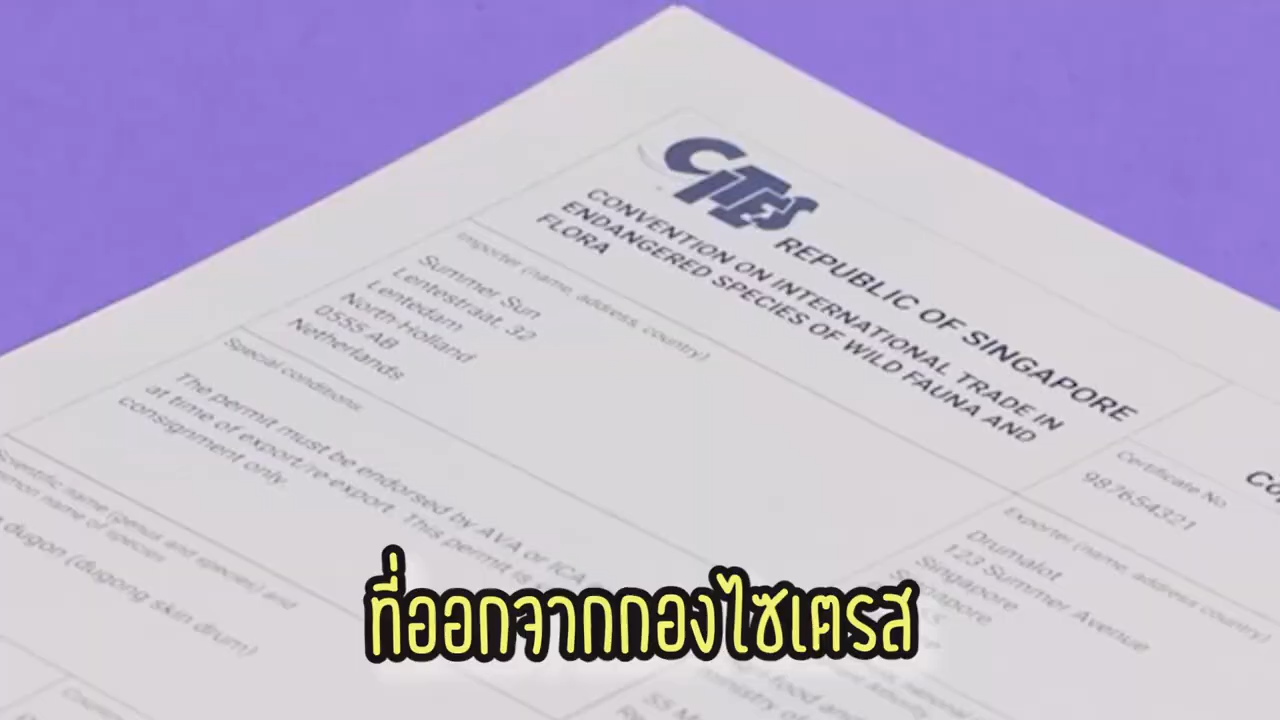 CITES
REPUBLIC OF SINGAPORE
CONVENTION ON INTERNATIONAL TRADE IN
ENDANGERED SPECIES OF WILD FAUNA AND
FLORA
Importer (name, address, country)
Summer Sun
Lentestraat, 32
Lentedam
North-Holland
0555 AB
Netherlands
Special conditions
The permit must be endorsed by AVA or ICA
at time of export/re-export. This permit is
consignment only.
Certificate No.
987654321
Exporter (name, address country)
Drumalot
123 Summer Avenue
Singapore
Singapore
Scientific name (genus and species) and
common name of species
dugon (dugong skin drum)
ที่ออกจากกองไซเตรส